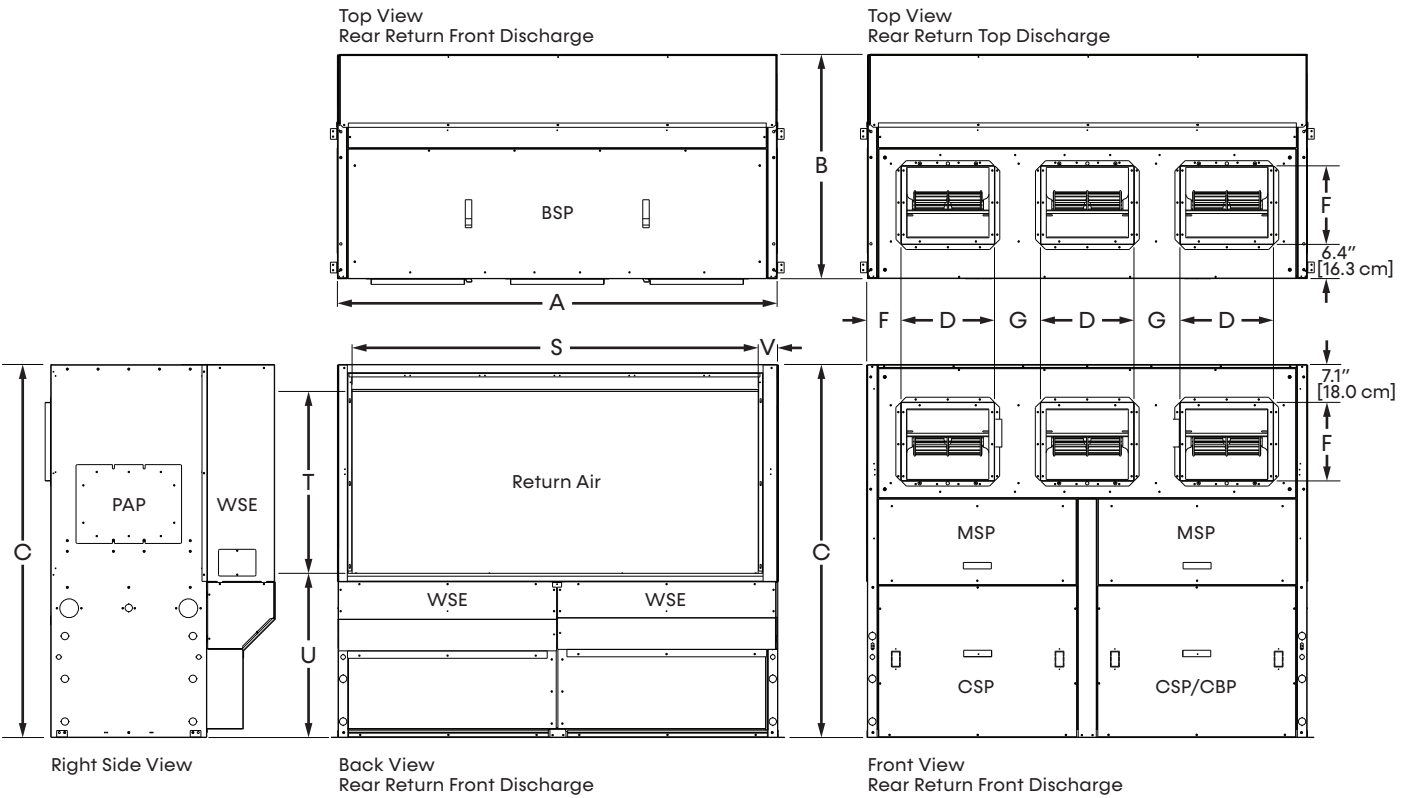 Top View
Rear Return Front Discharge
Top View
Rear Return Top Discharge
BSP
B
F
6.4"
[16.3 cm]
A
F
D
G
D
G
D
S
V
7.1"
[18.0 cm]
F
C
PAP
WSE
T
Return Air
C
MSP
MSP
U
WSE
WSE
CSP
CSP/CBP
Right Side View
Back View
Rear Return Front Discharge
Front View
Rear Return Front Discharge